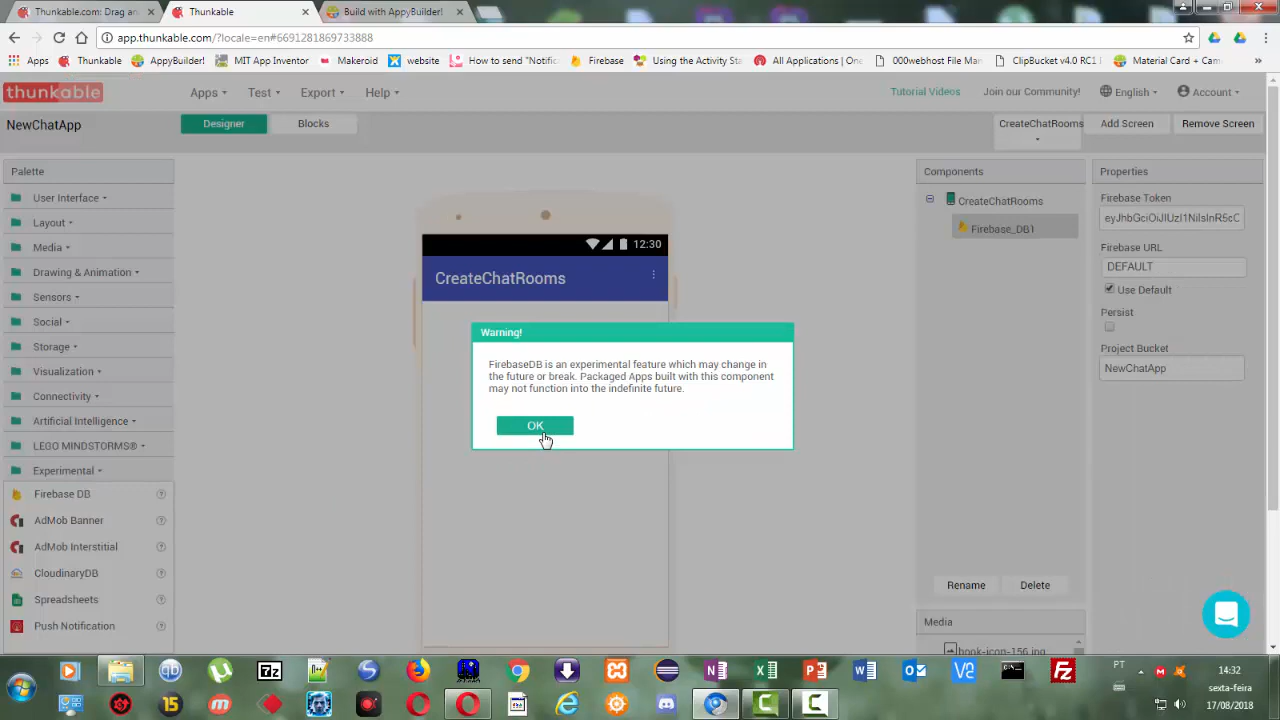 Thunkable.com: Drag an
Thunkable
Build with AppyBuilder!
app.thunkable.com/?locale=en#6691281869733888
Apps
Thunkable
AppyBuilder!
MIT App Inventor
Makeroid
website
How to send "Notific
Firebase
Using the Activity Sta
All Applications | One
000webhost File Man
ClipBucket v4.0 RC1
Material Card + Cam
»
thunkable
Apps
Test
Export
Help
Tutorial Videos
Join our Community!
English
Account
NewChatApp
Designer
Blocks
CreateChatRooms
Add Screen
Remove Screen
Palette
User Interface
Layout
Media
Drawing & Animation
Sensors
Social
Storage
Visualization
Connectivity
Artificial Intelligence
LEGO MINDSTORMS®
Experimental
Firebase DB
AdMob Banner
AdMob Interstitial
CloudinaryDB
Spreadsheets
Push Notification
12:30
CreateChatRooms
Warning!
FirebaseDB is an experimental feature which may change in
the future or break. Packaged Apps built with this component
may not function into the indefinite future.
OK
Components
CreateChatRooms
Firebase_DB1
Rename
Delete
Media
book-icon-156.jpg
Properties
Firebase Token
Firebase URL
DEFAULT
Use Default
Persist
Project Bucket
NewChatApp
PT
14:32
sexta-feira
17/08/2018